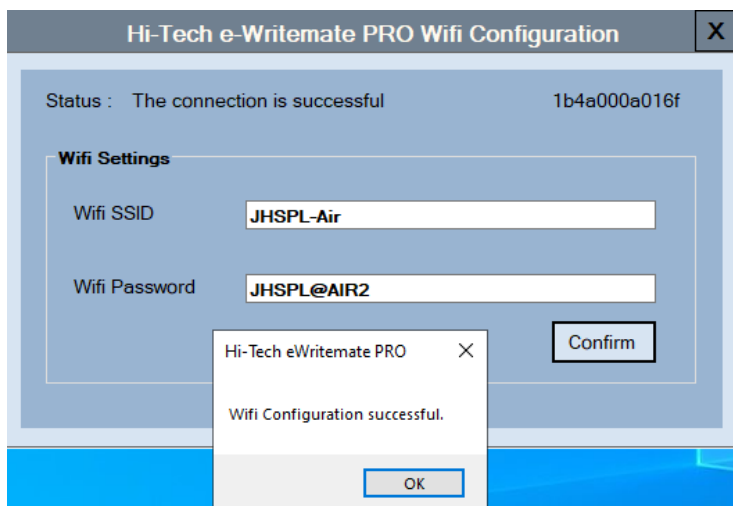 Hi-Tech e-Writemate PRO Wifi Configuration X
Status : The connection is successful 1b4a000a016f
Wifi Settings
Wifi SSID JHSPL-Air
Wifi Password JHSPL@AIR2
Confirm
Hi-Tech eWritemate PRO
Wifi Configuration successful.
OK